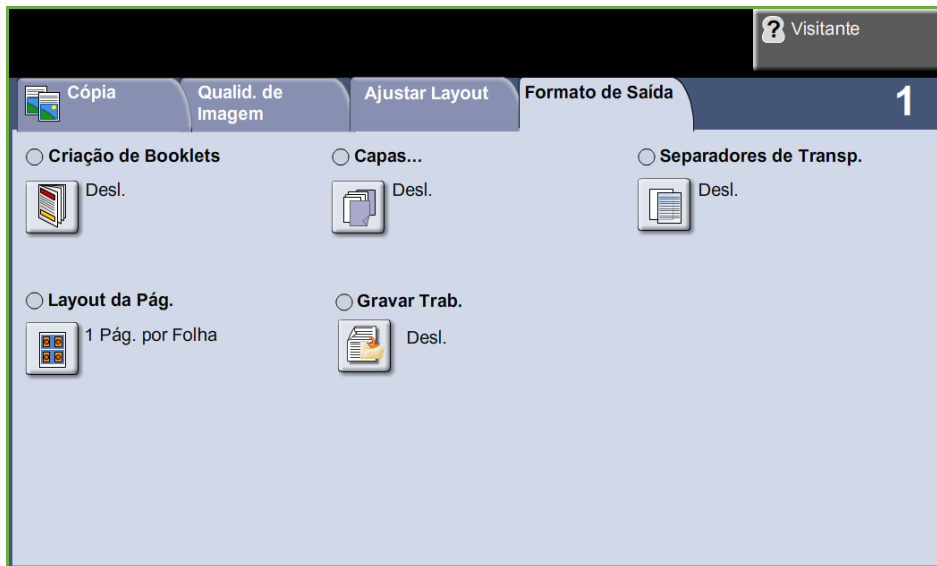 Visitante
Cópia
Qualid. de
Imagem
Ajustar Layout
Formato de Saída
1
Criação de Booklets
Desl.
Capas...
Desl.
Separadores de Transp.
Desl.
Layout da Pág.
1 Pág. por Folha
Gravar Trab.
Desl.